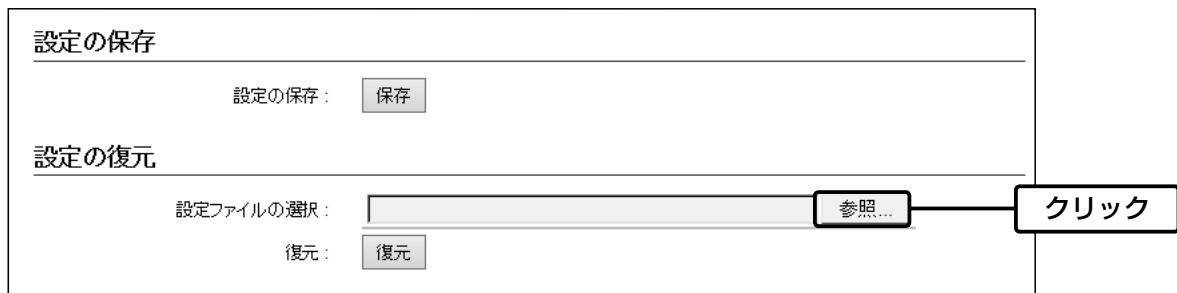 設定の保存
設定の保存 : 保存
設定の復元
設定ファイルの選択 : 参照... クリック
復元 : 復元